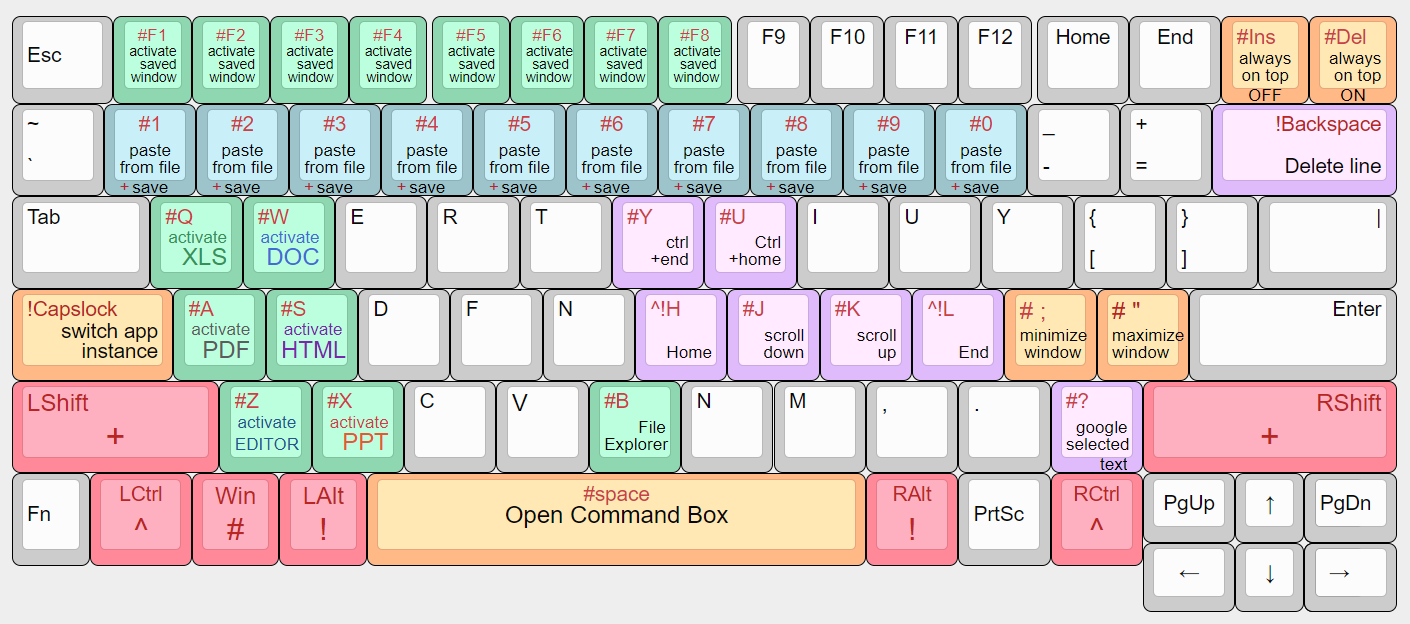 Esc
#F1
activate
saved
window
#F2
activate
saved
window
#F3
activate
saved
window
#F4
activate
saved
window
#F5
activate
saved
window
#F6
activate
saved
window
#F7
activate
saved
window
#F8
activate
saved
window
F9
F10
F11
F12
Home
End
#Ins
always
on top
OFF
#Del
always
on top
ON
~
`
#1
paste
from file
+ save
#2
paste
from file
+ save
#3
paste
from file
+ save
#4
paste
from file
+ save
#5
paste
from file
+ save
#6
paste
from file
+ save
#7
paste
from file
+ save
#8
paste
from file
+ save
#9
paste
from file
+ save
#0
paste
from file
+ save
_
-
+
=
!Backspace
Delete line
Tab
#Q
activate
XLS
#W
activate
DOC
E
R
T
#Y
ctrl
+end
#U
Ctrl
+home
I
U
Y
{
[
}
]
|
!Capslock
switch app
instance
#A
activate
PDF
#S
activate
HTML
D
F
N
^!H
Home
#J
scroll
down
#K
scroll
up
^!L
End
# ;
minimize
window
# "
maximize
window
Enter
LShift
+
#Z
activate
EDITOR
#X
activate
PPT
C
V
#B
File
Explorer
N
M
,
.
#?
google
selected
text
RShift
+
Fn
LCtrl
^
Win
#
LAlt
!
#space
Open Command Box
RAlt
!
PrtSc
RCtrl
^
PgUp
↑
PgDn
←
↓
→